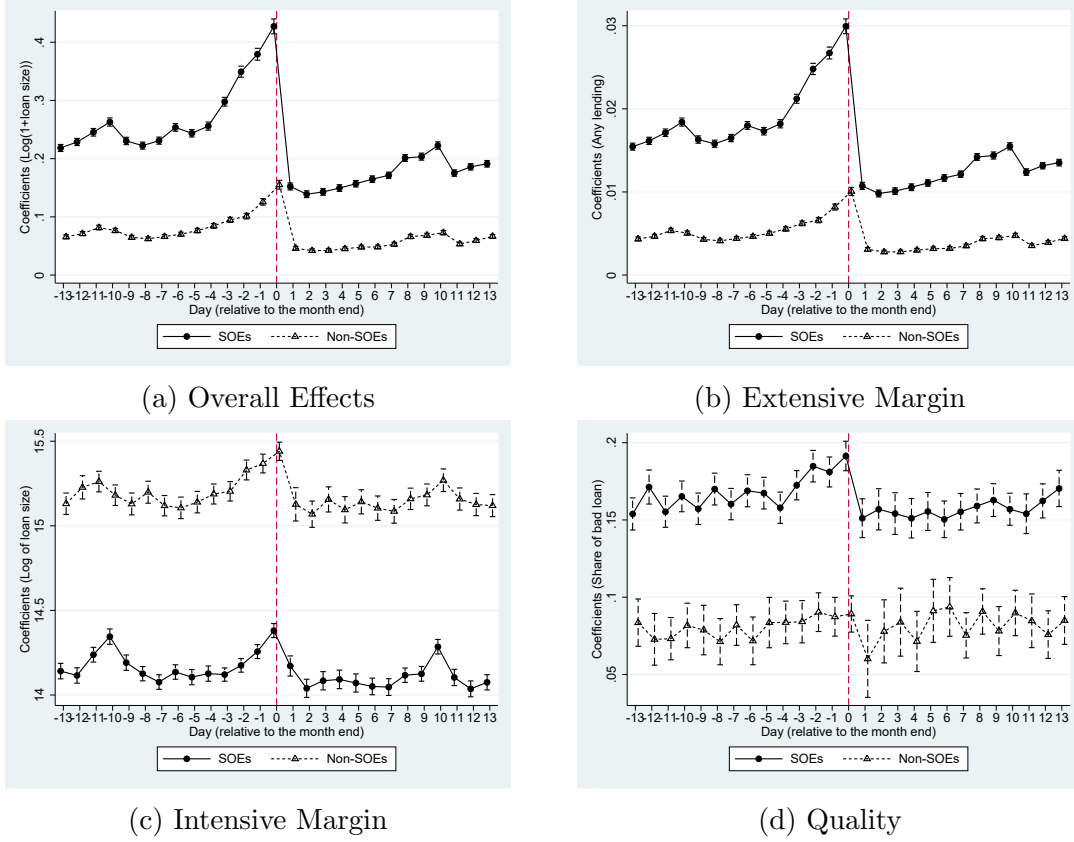 Coefficients (Log(1+loan size))
.4
.3
.2
.1
0
-13 -12 -11 -10 -9 -8 -7 -6 -5 -4 -3 -2 -1 0 1 2 3 4 5 6 7 8 9 10 11 12 13
Day (relative to the month end)
SOEs Non-SOEs
(a) Overall Effects
Coefficients (Any lending)
.03
.02
.01
0
-13 -12 -11 -10 -9 -8 -7 -6 -5 -4 -3 -2 -1 0 1 2 3 4 5 6 7 8 9 10 11 12 13
Day (relative to the month end)
SOEs Non-SOEs
(b) Extensive Margin
Coefficients (Log of loan size)
15.5
15
14.5
14
-13 -12 -11 -10 -9 -8 -7 -6 -5 -4 -3 -2 -1 0 1 2 3 4 5 6 7 8 9 10 11 12 13
Day (relative to the month end)
SOEs Non-SOEs
(c) Intensive Margin
Coefficients (Share of bad loan)
.2
.15
.1
.05
-13 -12 -11 -10 -9 -8 -7 -6 -5 -4 -3 -2 -1 0 1 2 3 4 5 6 7 8 9 10 11 12 13
Day (relative to the month end)
SOEs Non-SOEs
(d) Quality